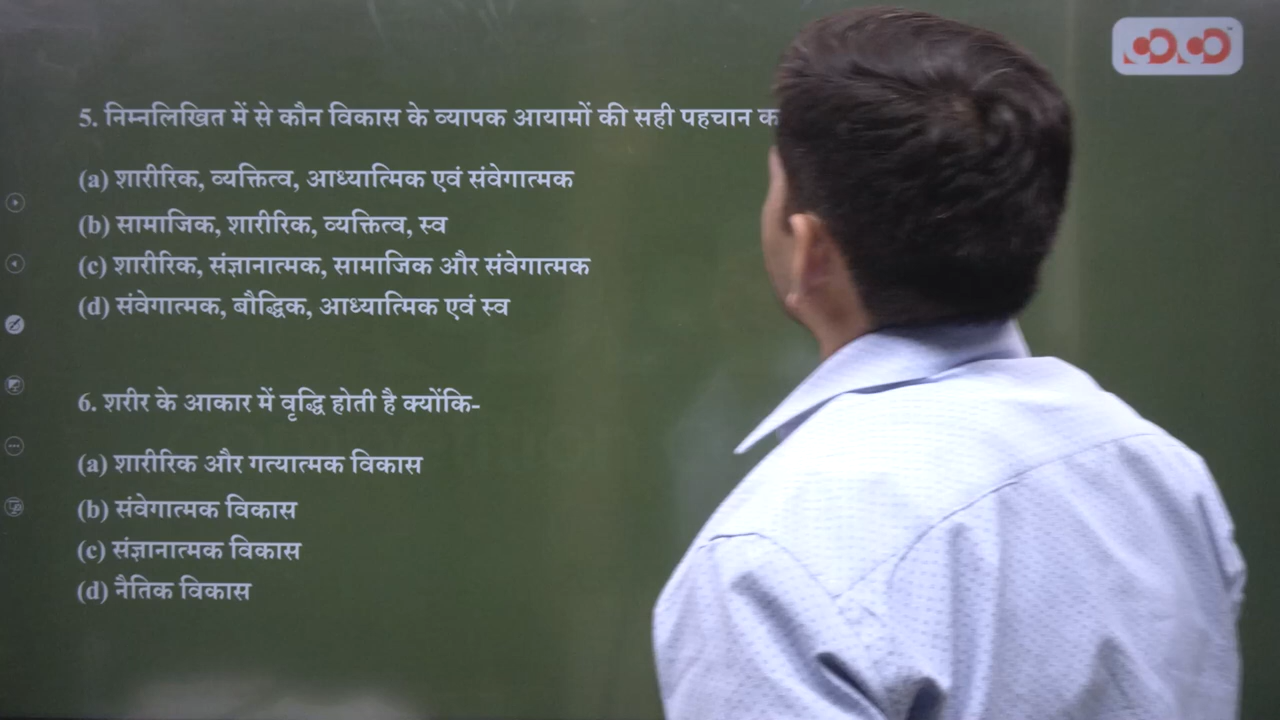 5. निम्नलिखित में से कौन विकास के व्यापक आयामों की सही पहचान
(a) शारीरिक, व्यक्तित्व, आध्यात्मिक एवं संवेगात्मक
(b) सामाजिक, शारीरिक, व्यक्तित्व, स्व
(c) शारीरिक, संज्ञानात्मक, सामाजिक और संवेगात्मक
(d) संवेगात्मक, बौद्धिक, आध्यात्मिक एवं स्व
6. शरीर के आकार में वृद्धि होती है क्योंकि-
(a) शारीरिक और गत्यात्मक विकास
(b) संवेगात्मक विकास
(c) संज्ञानात्मक विकास
(d) नैतिक विकास